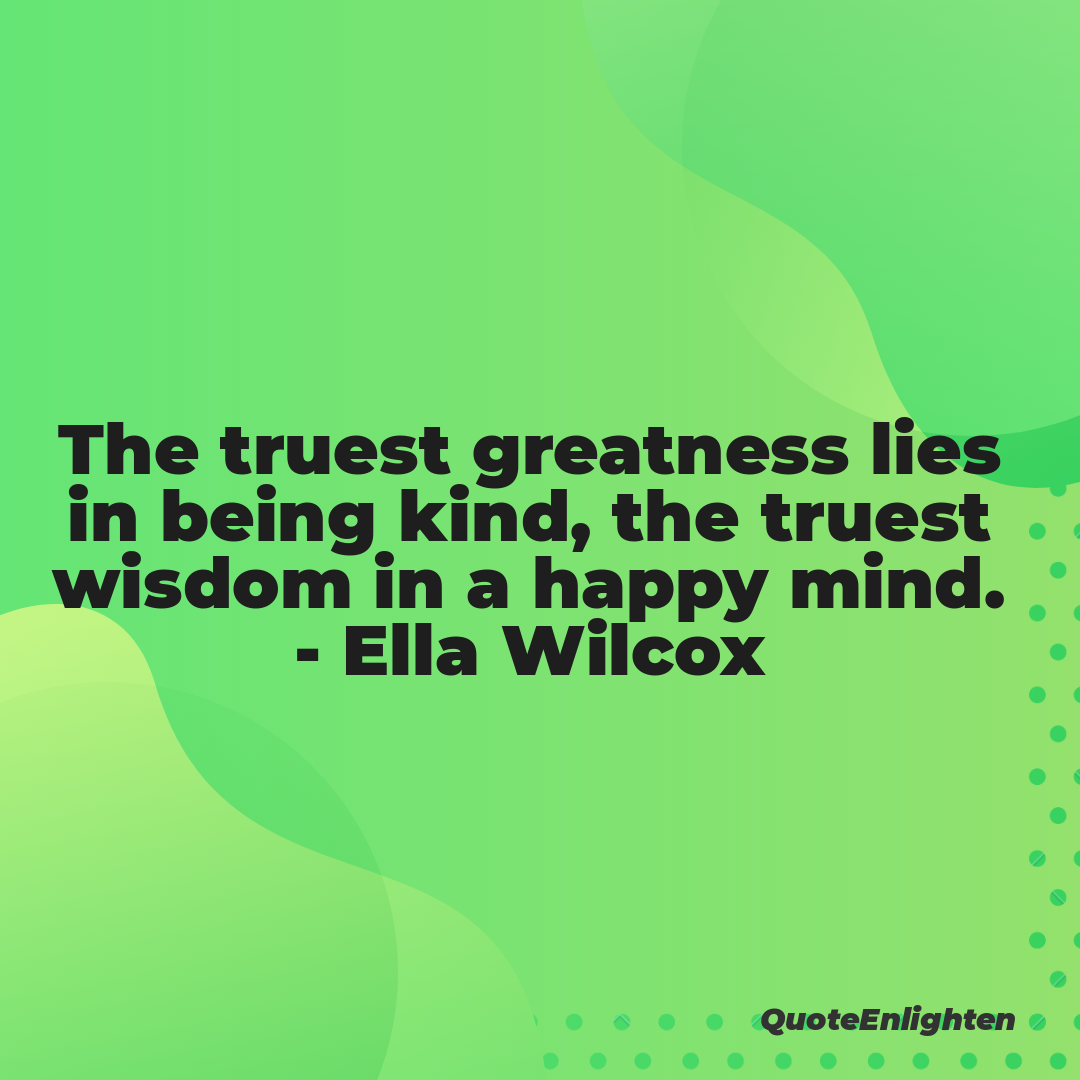 The truest greatness lies
in being kind, the truest
wisdom in a happy mind.
- Ella Wilcox
QuoteEnlighten